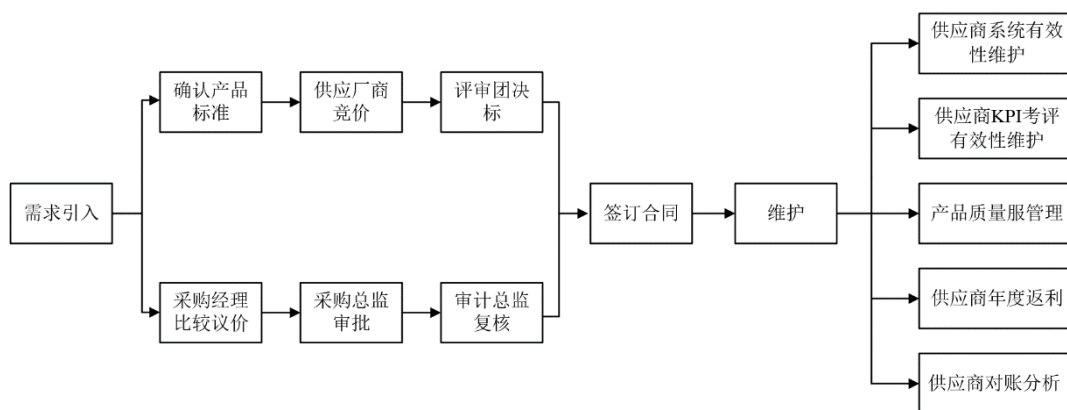 供应商系统有效
性维护
确认产品
标准
供应厂商
竞价
评审团决
标
供应商KPI考评
有效性维护
需求引入
签订合同
维护
产品质量服管理
采购经理
比较议价
采购总监
审批
审计总监
复核
供应商年度返利
供应商对账分析